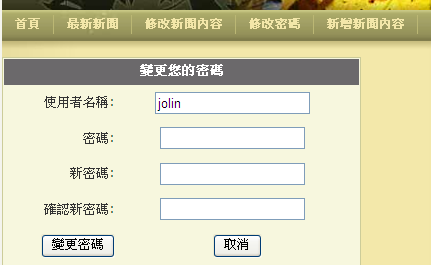 首頁 最新新聞 修改新聞內容 修改密碼 新增新聞內容
變更您的密碼
使用者名稱: jolin
密碼:
新密碼:
確認新密碼:
變更密碼 取消